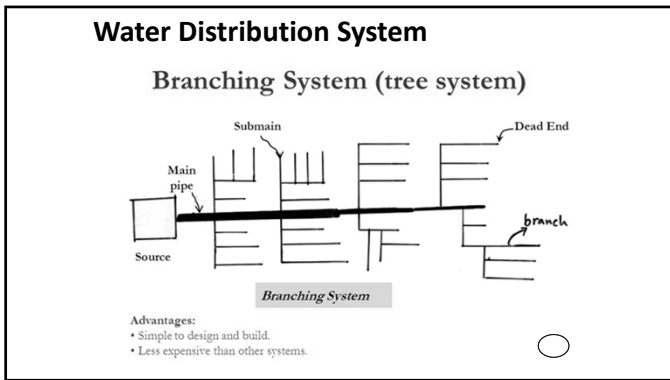 Water Distribution System
Branching System (tree system)
Submain
Dead End
Main
pipe
branch
Source
Branching System
Advantages:
• Simple to design and build.
• Less expensive than other systems.